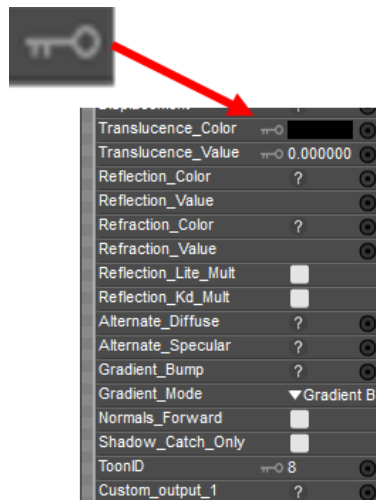 Displacement ?
Translucence_Color
Translucence_Value 0.000000
Reflection_Color ?
Reflection_Value
Refraction_Color ?
Refraction_Value
Reflection_Lite_Mult
Reflection_Kd_Mult
Alternate_Diffuse ?
Alternate_Specular ?
Gradient_Bump ?
Gradient_Mode ▼Gradient B
Normals_Forward
Shadow_Catch_Only
ToonID 8
Custom_output_1 ?